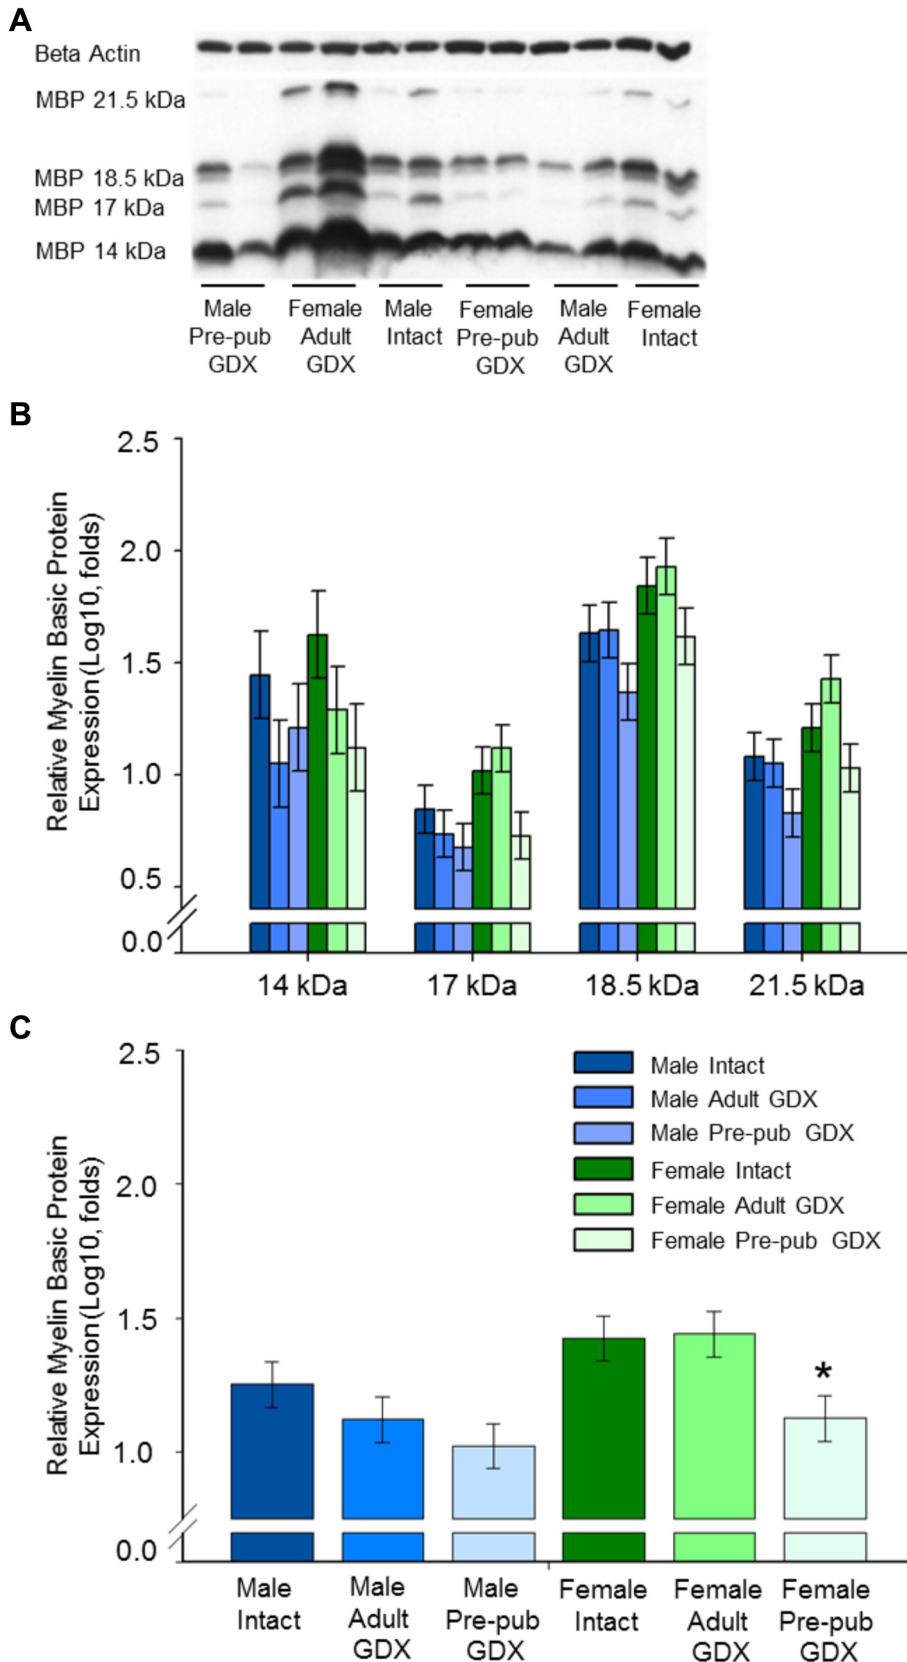 A
Beta Actin
MBP 21.5 kDa
MBP 18.5 kDa
MBP 17 kDa
MBP 14 kDa
Male Pre-pub GDX
Female Adult GDX
Male Intact
Female Pre-pub GDX
Male Adult GDX
Female Intact
B
Relative Myelin Basic Protein
Expression (Log10, folds)
2.5
2.0
1.5
1.0
0.5
0.0
14 kDa
17 kDa
18.5 kDa
21.5 kDa
C
Relative Myelin Basic Protein
Expression (Log10, folds)
2.5
2.0
1.5
1.0
0.0
Male Intact
Male Adult GDX
Male Pre-pub GDX
Female Intact
Female Adult GDX
Female Pre-pub GDX
*
Male Intact
Male Adult GDX
Male Pre-pub GDX
Female Intact
Female Adult GDX
Female Pre-pub GDX